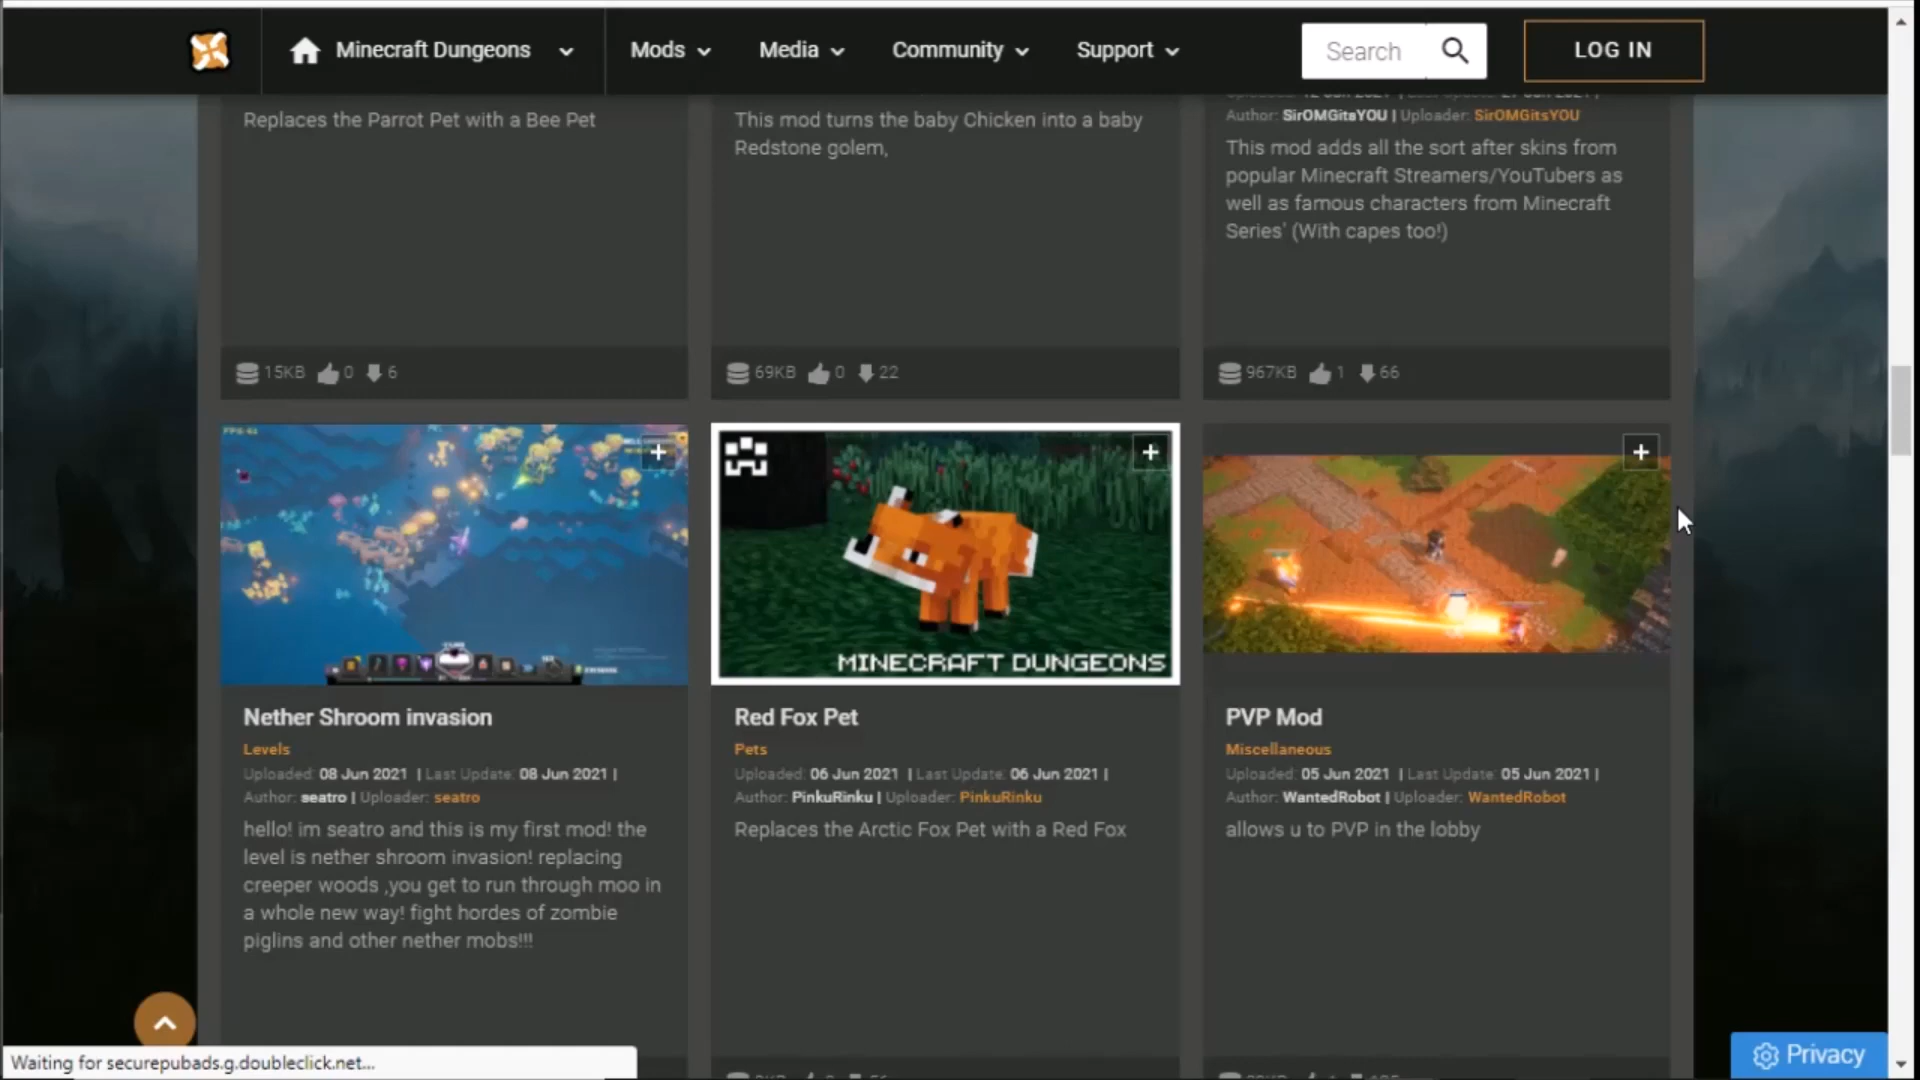 Minecraft Dungeons
Mods
Media
Community
Support
Search
LOG IN
Replaces the Parrot Pet with a Bee Pet
15KB 0 6
This mod turns the baby Chicken into a baby
Redstone golem,
69KB 0 22
Author: SirOMGitsYOU | Uploader: SirOMGitsYOU
This mod adds all the sort after skins from
popular Minecraft Streamers/YouTubers as
well as famous characters from Minecraft
Series' (With capes too!)
967KB 1 66
Nether Shroom invasion
Levels
Uploaded: 08 Jun 2021 | Last Update: 08 Jun 2021 |
Author: seatro | Uploader: seatro
hello! im seatro and this is my first mod! the
level is nether shroom invasion! replacing
creeper woods ,you get to run through moo in
a whole new way! fight hordes of zombie
piglins and other nether mobs!!!
MINECRAFT DUNGEONS
Red Fox Pet
Pets
Uploaded: 06 Jun 2021 | Last Update: 06 Jun 2021 |
Author: PinkuRinku | Uploader: PinkuRinku
Replaces the Arctic Fox Pet with a Red Fox
PVP Mod
Miscellaneous
Uploaded: 05 Jun 2021 | Last Update: 05 Jun 2021 |
Author: WantedRobot | Uploader: WantedRobot
allows u to PVP in the lobby
Waiting for securepubads.g.doubleclick.net...
Privacy